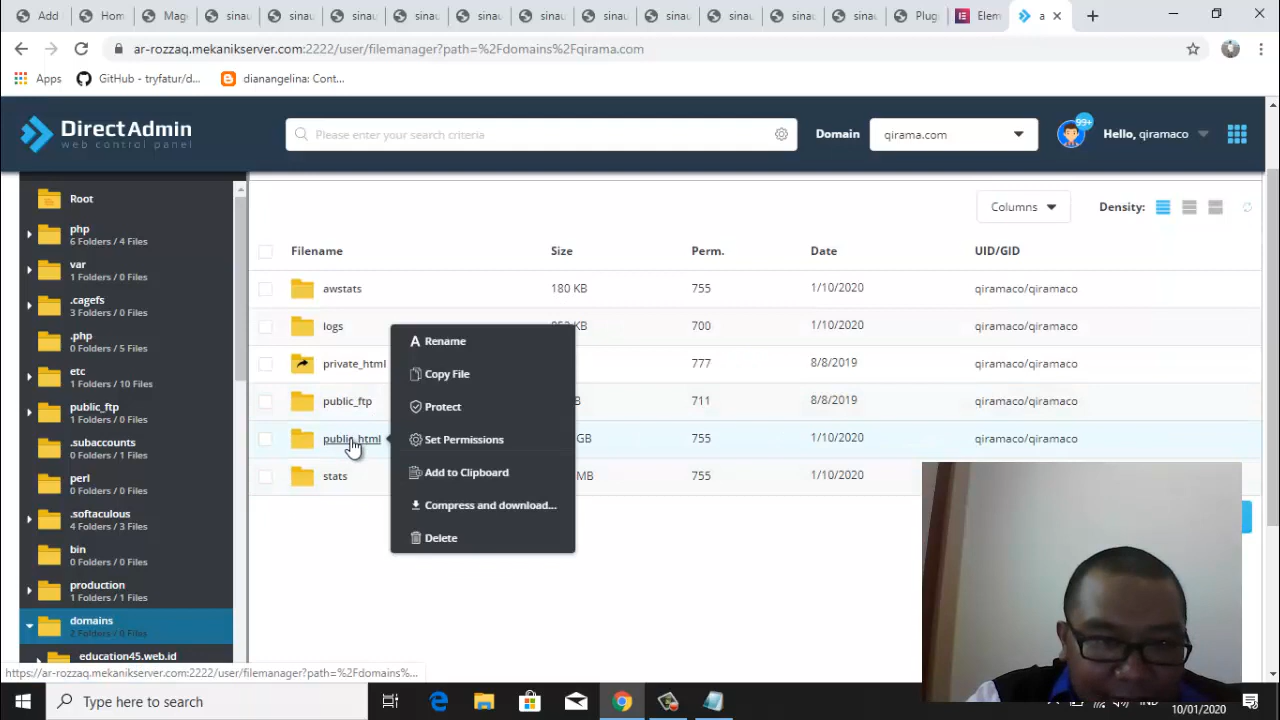 Add
Hom
Mag
sinau
sinau
sinau
sinau
sinau
sinau
sinau
sinau
sinau
sinau
sinau
Plug
Elem
a
ar-rozzaq.mekanikserver.com:2222/user/filemanager?path=%2Fdomains%2Fqirama.com
Apps
GitHub - tryfatur/d...
dianangelina: Cont...
DirectAdmin
web control panel
Please enter your search criteria
Domain
qirama.com
99+
Hello, qiramaco
Root
php
6 Folders / 4 Files
var
1 Folders / 0 Files
.cagefs
3 Folders / 0 Files
.php
0 Folders / 5 Files
etc
1 Folders / 10 Files
public_ftp
1 Folders / 0 Files
.subaccounts
0 Folders / 1 Files
perl
0 Folders / 0 Files
.softaculous
4 Folders / 3 Files
bin
0 Folders / 0 Files
production
1 Folders / 1 Files
domains
2 Folders / 0 Files
education45.web.id
Columns
Density:
Filename Size Perm. Date UID/GID
awstats 180 KB 755 1/10/2020 qiramaco/qiramaco
logs KB 700 1/10/2020 qiramaco/qiramaco
private_html 777 8/8/2019 qiramaco/qiramaco
public_ftp B 711 8/8/2019 qiramaco/qiramaco
public_html GB 755 1/10/2020 qiramaco/qiramaco
stats MB 755 1/10/2020 qiramaco/qiramaco
Rename
Copy File
Protect
Set Permissions
Add to Clipboard
Compress and download...
Delete
https://ar-rozzaq.mekanikserver.com:2222/user/filemanager?path=%2Fdomains%...
Type here to search
IND
10/01/2020